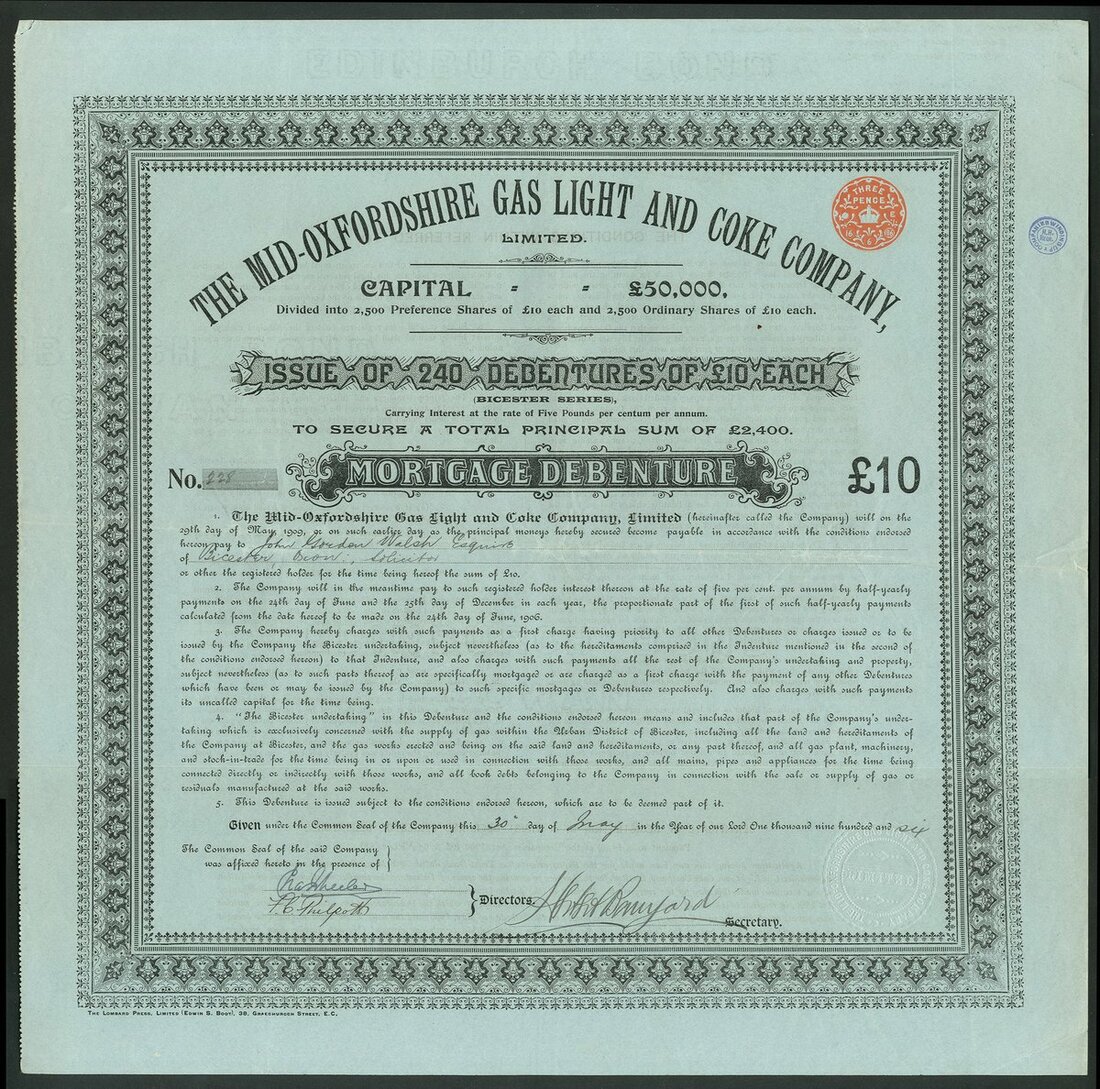 THE MID-OXFORDSHIRE GAS LIGHT AND COKE COMPANY,
LIMITED.
THREE
PENCE
CAPITAL = = £50,000,
Divided into 2,500 Preference Shares of £10 each and 2,500 Ordinary Shares of £10 each.
ISSUE OF 240 DEBENTURES OF £10 EACH
(BICESTER SERIES),
Carrying Interest at the rate of Five Pounds per centum per annum.
TO SECURE A TOTAL PRINCIPAL SUM OF £2,400.
No. 228 MORTGAGE DEBENTURE £10
1. The Mid-Oxfordshire Gas Light and Coke Company, Limited (hereinafter called the Company) will on the
29th day of May, 1909, or on such earlier day as the principal moneys hereby secured become payable in accordance with the conditions endorsed
hereon pay to John Gordon Walsh Esquire
of Bicester, Oxon, Solicitor
or other the registered holder for the time being hereof the sum of £10.
2. The Company will in the meantime pay to such registered holder interest thereon at the rate of five per cent. per annum by half-yearly
payments on the 24th day of June and the 25th day of December in each year, the proportionate part of the first of such half-yearly payments
calculated from the date hereof to be made on the 24th day of June, 1906.
3. The Company hereby charges with such payments as a first charge having priority to all other Debentures or charges issued or to be
issued by the Company the Bicester undertaking, subject nevertheless (as to the hereditaments comprised in the Indenture mentioned in the second of
the conditions endorsed hereon) to that Indenture, and also charges with such payments all the rest of the Company's undertaking and property,
subject nevertheless (as to such parts thereof as are specifically mortgaged or are charged as a first charge with the payment of any other Debentures
which have been or may be issued by the Company) to such specific mortgages or Debentures respectively. And also charges with such payments
its uncalled capital for the time being.
4. "The Bicester undertaking" in this Debenture and the conditions endorsed hereon means and includes that part of the Company's under-
taking which is exclusively concerned with the supply of gas within the Urban District of Bicester, including all the land and hereditaments of
the Company at Bicester, and the gas works erected and being on the said land and hereditaments, or any part thereof, and all gas plant, machinery,
and stock-in-trade for the time being in or upon or used in connection with those works, and all mains, pipes and appliances for the time being
connected directly or indirectly with those works, and all book debts belonging to the Company in connection with the sale or supply of gas or
residuals manufactured at the said works.
5. This Debenture is issued subject to the conditions endorsed hereon, which are to be deemed part of it.
Given under the Common Seal of the Company this 30" day of May in the Year of our Lord One thousand nine hundred and six
The Common Seal of the said Company
was affixed hereto in the presence of
Chas Wheeler
Directors.
Secretary.
LIMITED
THE LOMBARD PRESS, LIMITED (EDWIN S. BOOT), 38, GRACECHURCH STREET, E.C.